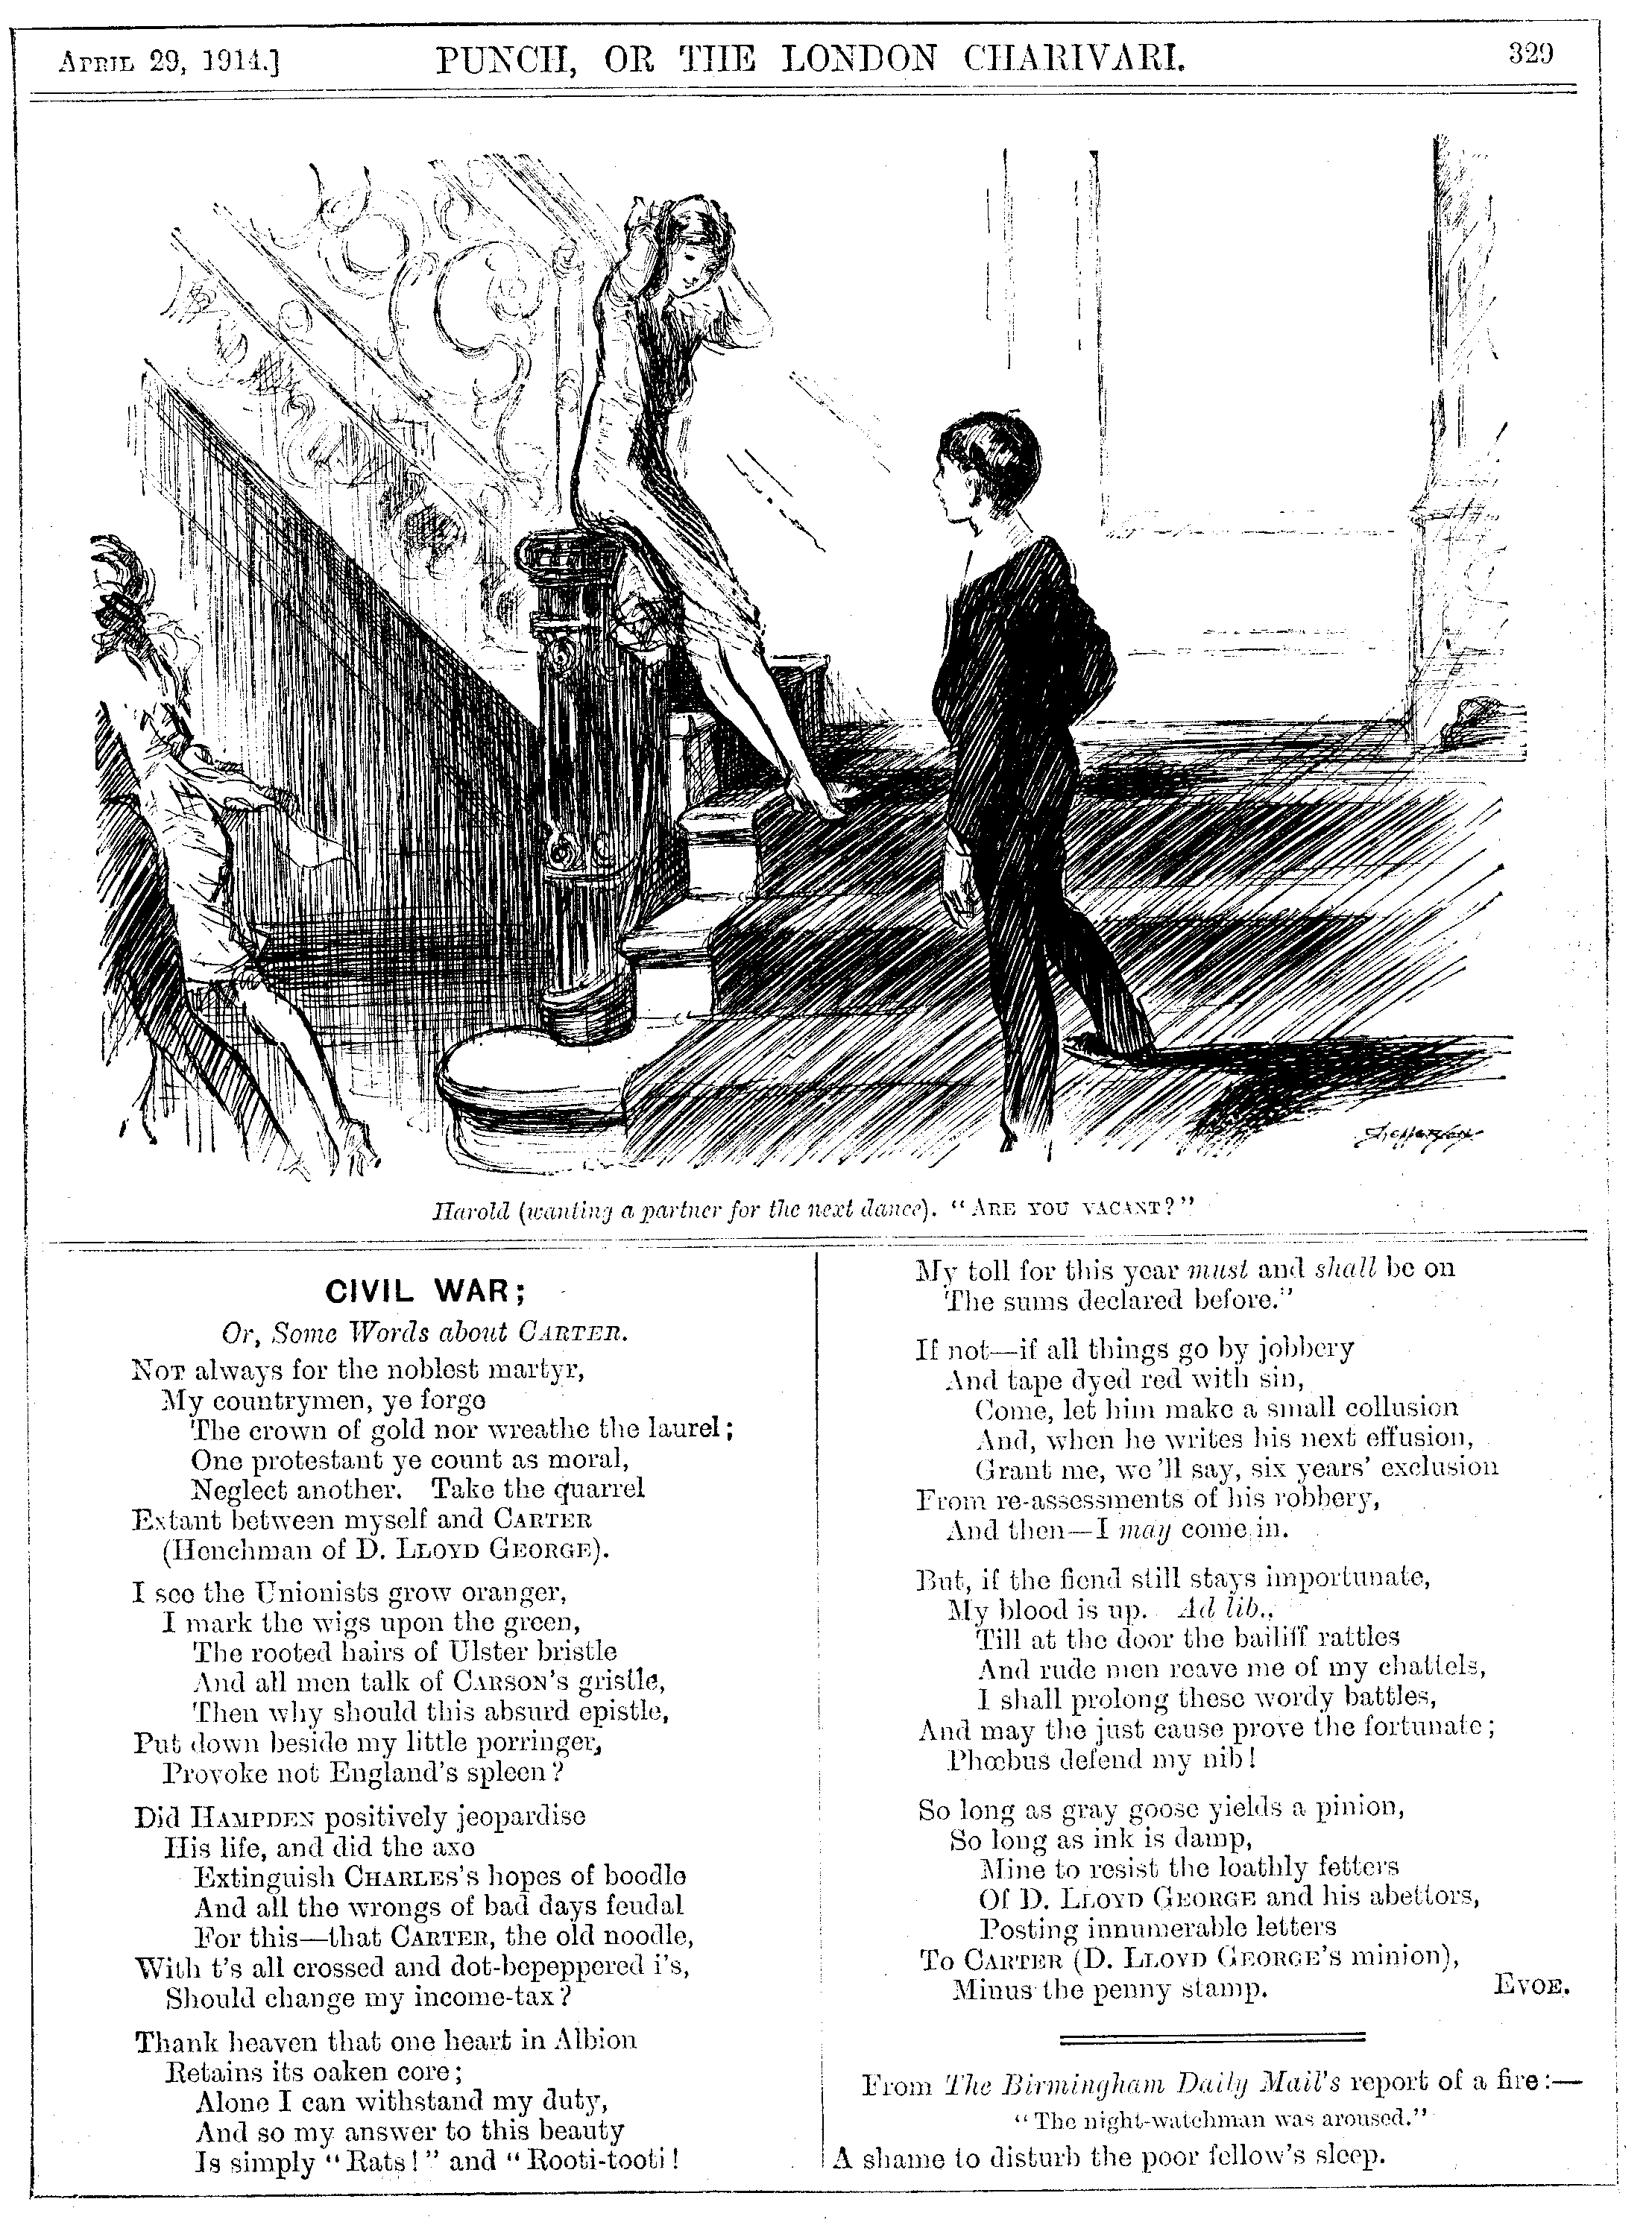 April 29, 1914.] PUNCH, OR THE LONDON CHARIVARI. 329
Harold (wanting a partner for the next dance). "Are you vacant?"
CIVIL WAR;
Or, Some Words about Carter.
Not always for the noblest martyr,
My countrymen, ye forge
The crown of gold nor wreathe the laurel;
One protestant ye count as moral,
Neglect another. Take the quarrel
Extant between myself and Carter
(Henchman of D. Lloyd George).
I see the Unionists grow oranger,
I mark the wigs upon the green,
The rooted hairs of Ulster bristle
And all men talk of Carson's gristle,
Then why should this absurd epistle,
Put down beside my little porringer,
Provoke not England's spleen?
Did Hampden positively jeopardise
His life, and did the axe
Extinguish Charles's hopes of boodle
And all the wrongs of bad days feudal
For this—that Carter, the old noodle,
With t's all crossed and dot-bepeppered i's,
Should change my income-tax?
Thank heaven that one heart in Albion
Retains its oaken core;
Alone I can withstand my duty,
And so my answer to this beauty
Is simply "Rats!" and "Rooti-tooti!
My toll for this year must and shall be on
The sums declared before."
If not—if all things go by jobbery
And tape dyed red with sin,
Come, let him make a small collusion
And, when he writes his next effusion,
Grant me, we'll say, six years' exclusion
From re-assessments of his robbery,
And then—I may come in.
But, if the fiend still stays importunate,
My blood is up. Ad lib.,
Till at the door the bailiff rattles
And rude men reave me of my chattels,
I shall prolong these wordy battles,
And may the just cause prove the fortunate;
Phœbus defend my nib!
So long as gray goose yields a pinion,
So long as ink is damp,
Mine to resist the loathly fetters
Of D. Lloyd George and his abettors,
Posting innumerable letters
To Carter (D. Lloyd George's minion),
Minus the penny stamp. Evoe.
From The Birmingham Daily Mail's report of a fire:—
"The night-watchman was aroused."
A shame to disturb the poor fellow's sleep.